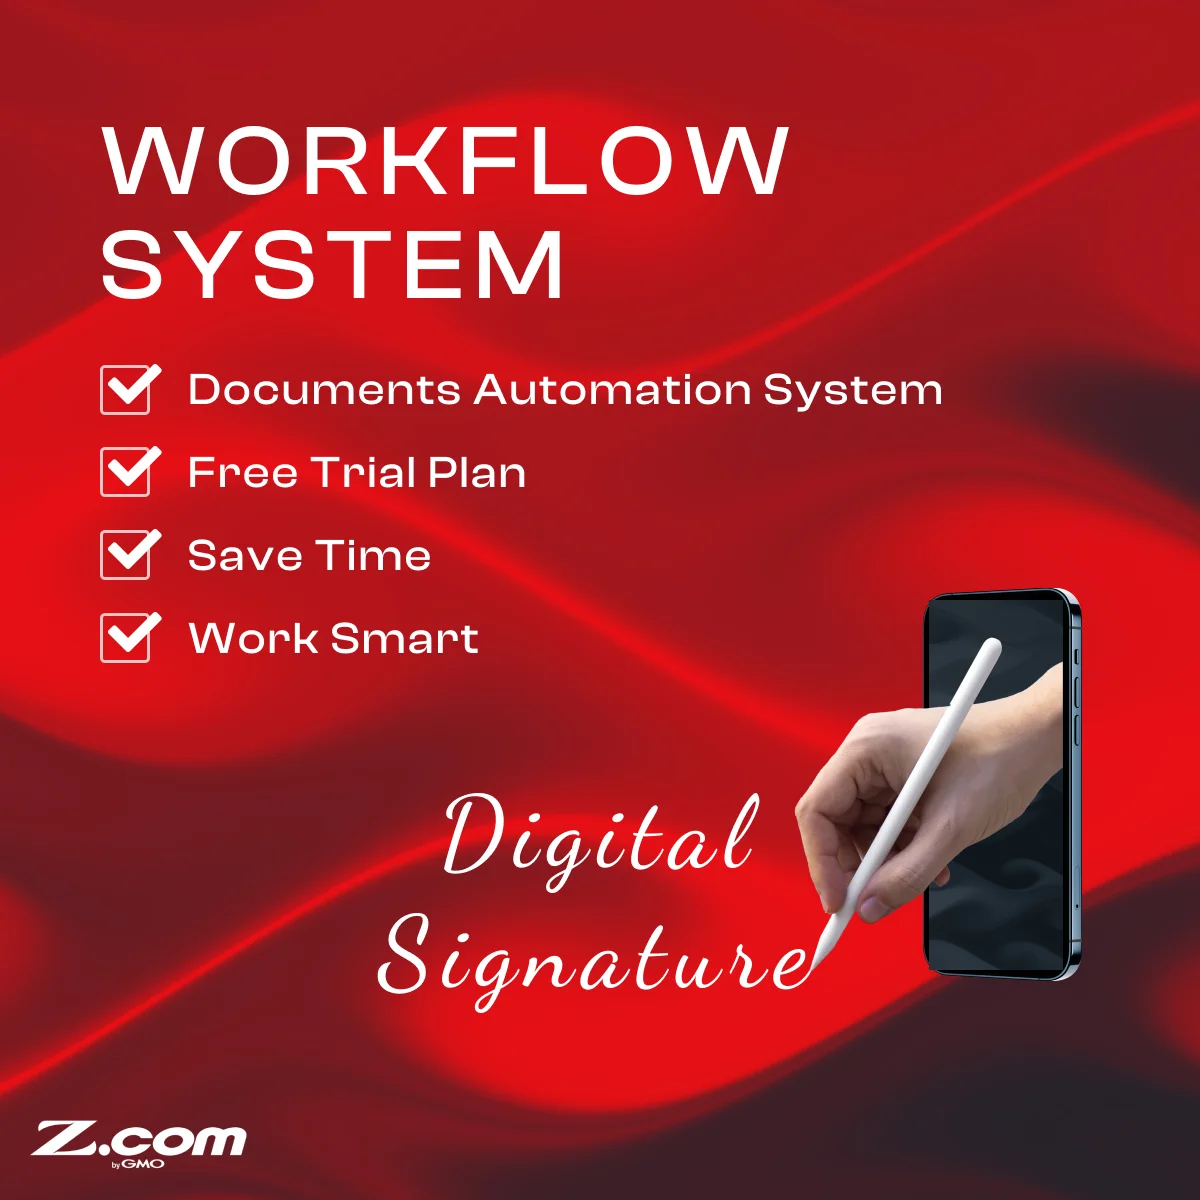 WORKFLOW
SYSTEM
Documents Automation System
Free Trial Plan
Save Time
Work Smart
Digital
Signature
Z.com
by GMO